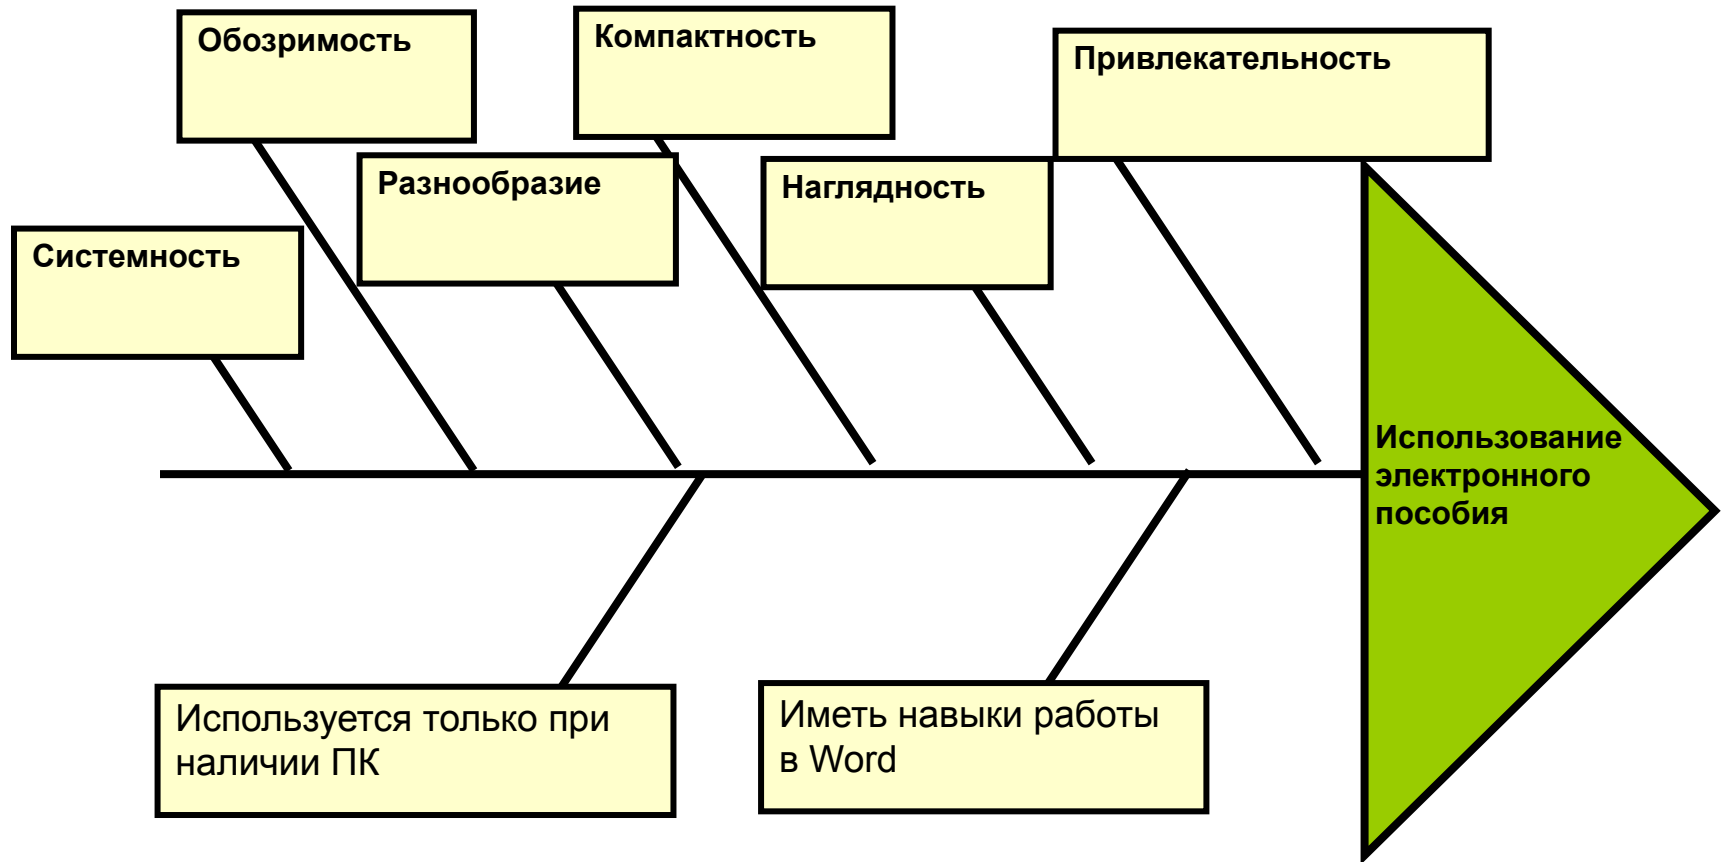 Обозримость
Компактность
Привлекательность
Разнообразие
Наглядность
Системность
Использование
электронного
пособия
Используется только при
наличии ПК
Иметь навыки работы
в Word